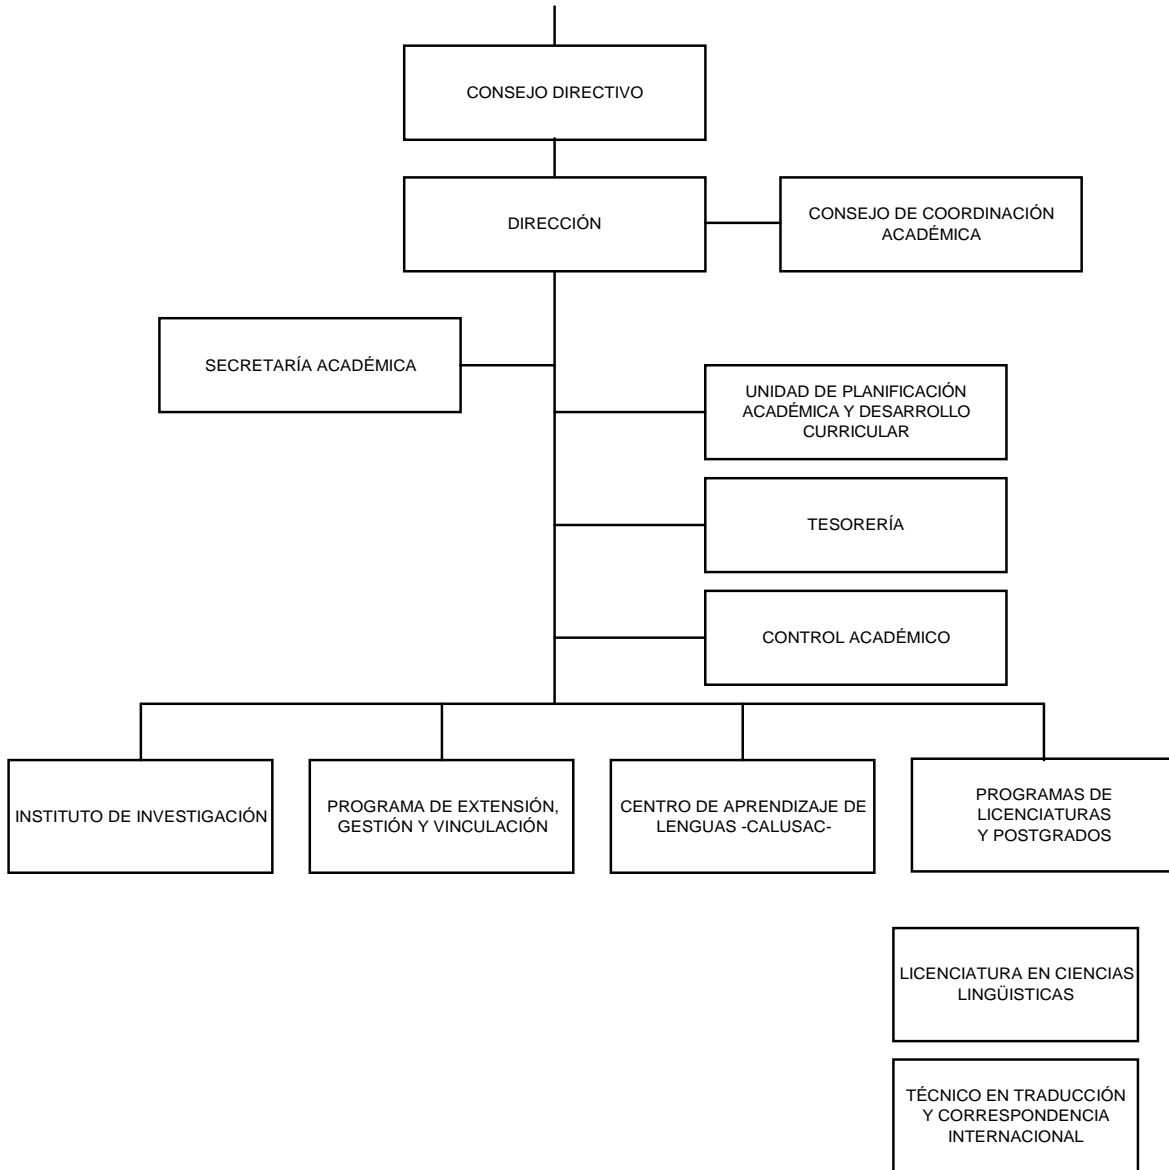 CONSEJO DIRECTIVO
DIRECCIÓN
CONSEJO DE COORDINACIÓN
ACADÉMICA
SECRETARÍA ACADÉMICA
UNIDAD DE PLANIFICACIÓN
ACADÉMICA Y DESARROLLO
CURRICULAR
TESORERÍA
CONTROL ACADÉMICO
INSTITUTO DE INVESTIGACIÓN
PROGRAMA DE EXTENSIÓN,
GESTIÓN Y VINCULACIÓN
CENTRO DE APRENDIZAJE DE
LENGUAS -CALUSAC-
PROGRAMAS DE
LICENCIATURAS
Y POSTGRADOS
LICENCIATURA EN CIENCIAS
LINGÜISTICAS
TÉCNICO EN TRADUCCIÓN
Y CORRESPONDENCIA
INTERNACIONAL